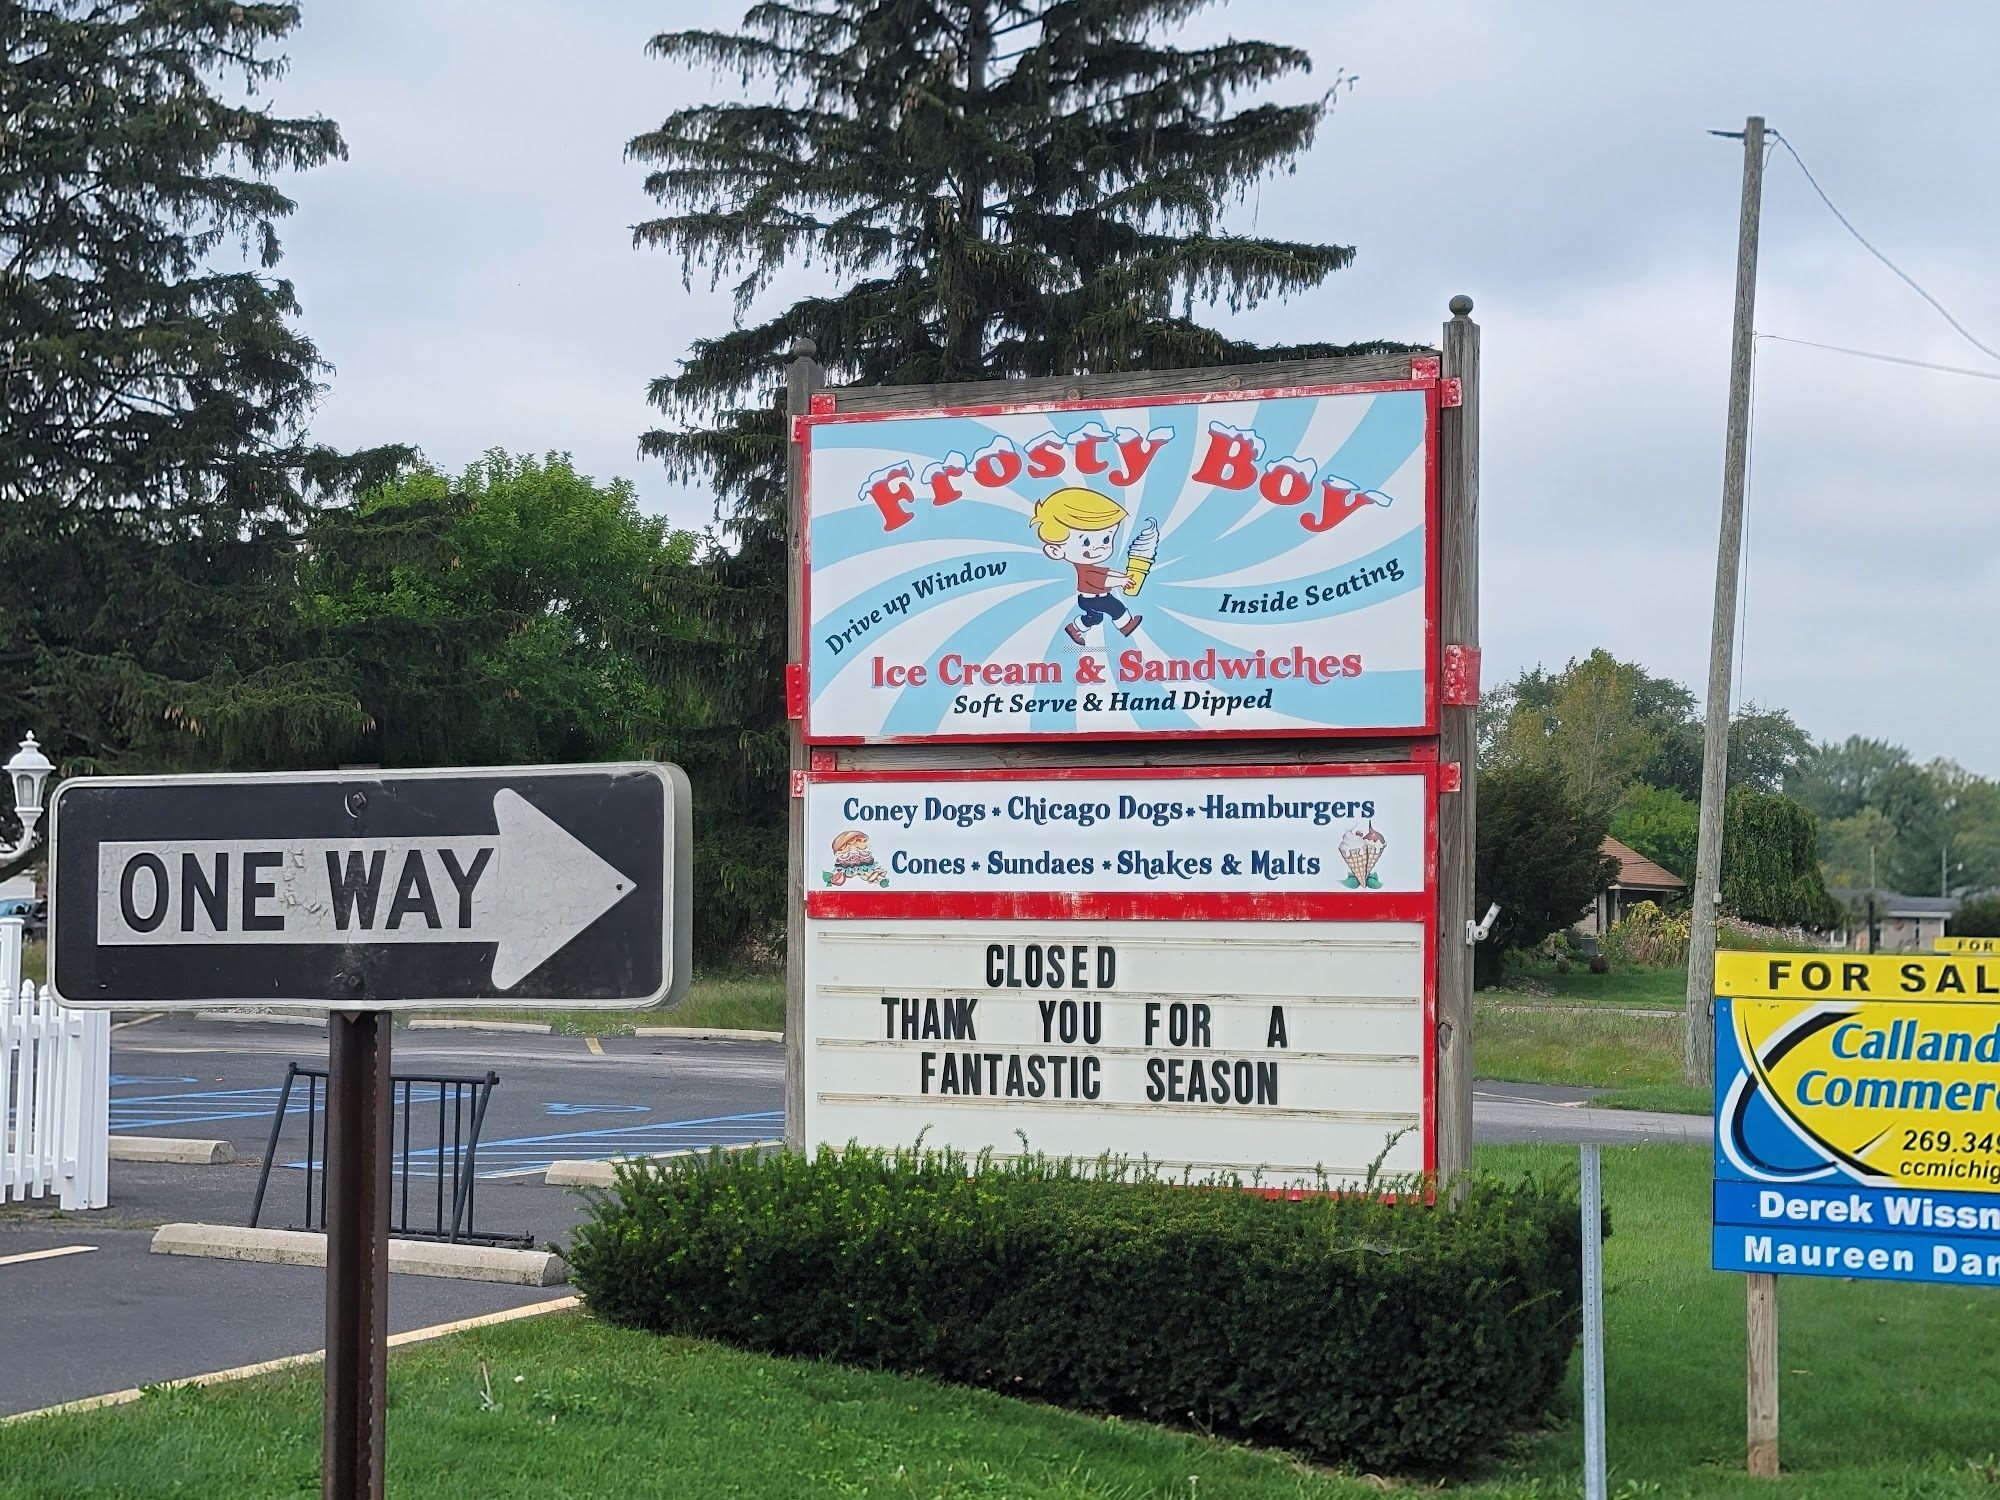 Frosty Boy
Drive up Window
Inside Seating
Ice Cream & Sandwiches
Soft Serve & Hand Dipped
Coney Dogs * Chicago Dogs * Hamburgers
Cones * Sundaes * Shakes & Malts
CLOSED
THANK YOU FOR A
FANTASTIC SEASON
ONE WAY
FOR
FOR SAL
Calland
Commerc
269.349
ccmichig
Derek Wissn
Maureen Dan